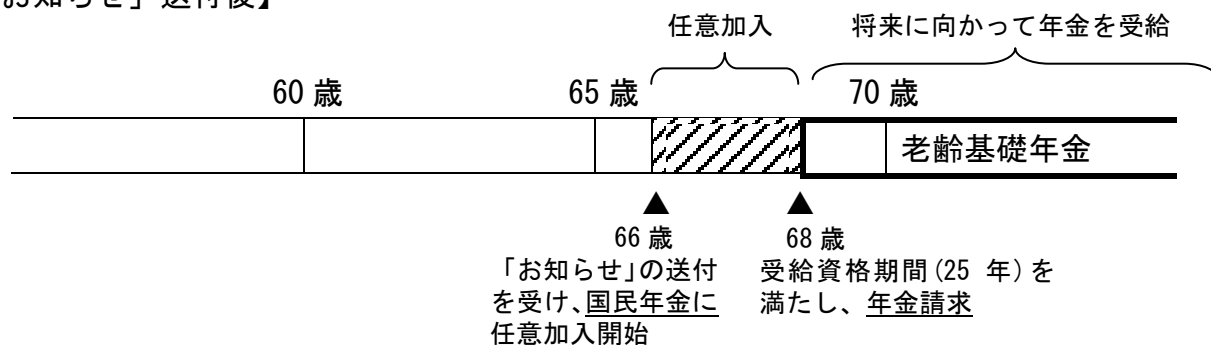 お知らせ」送付後】
任意加入　将来に向かって年金を受給
60 歳　65 歳　70 歳
老齢基礎年金
▲　▲
66 歳　68 歳
「お知らせ」の送付　受給資格期間(25 年)を
を受け、国民年金に　満たし、年金請求
任意加入開始